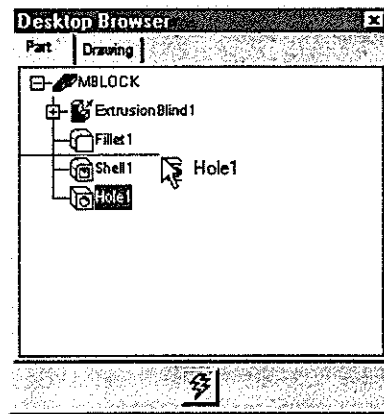 Desktop Browser
Part Drawing
MBLOCK
ExtrusionBlind1
Fillet1
Shell1 Hole1
Hole1